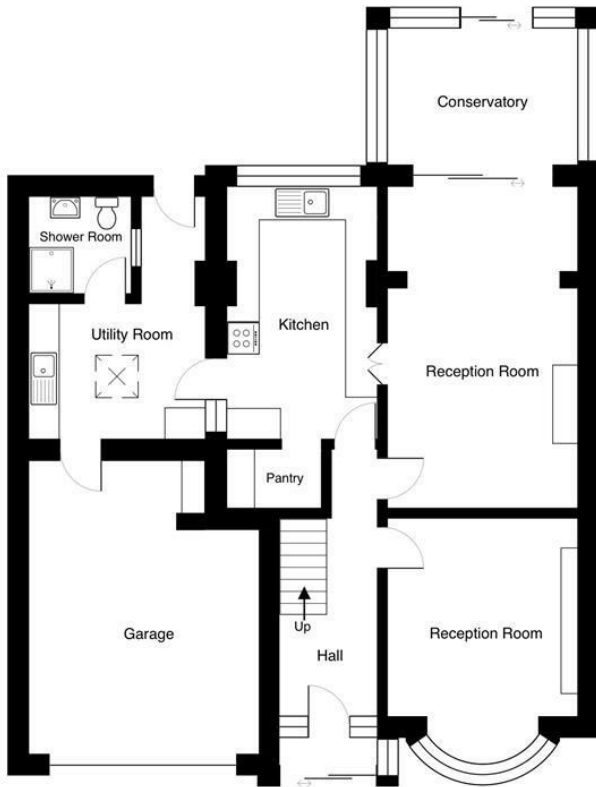 Conservatory
Shower Room
Kitchen
Utility Room
Reception Room
Pantry
Garage
Up
Hall
Reception Room